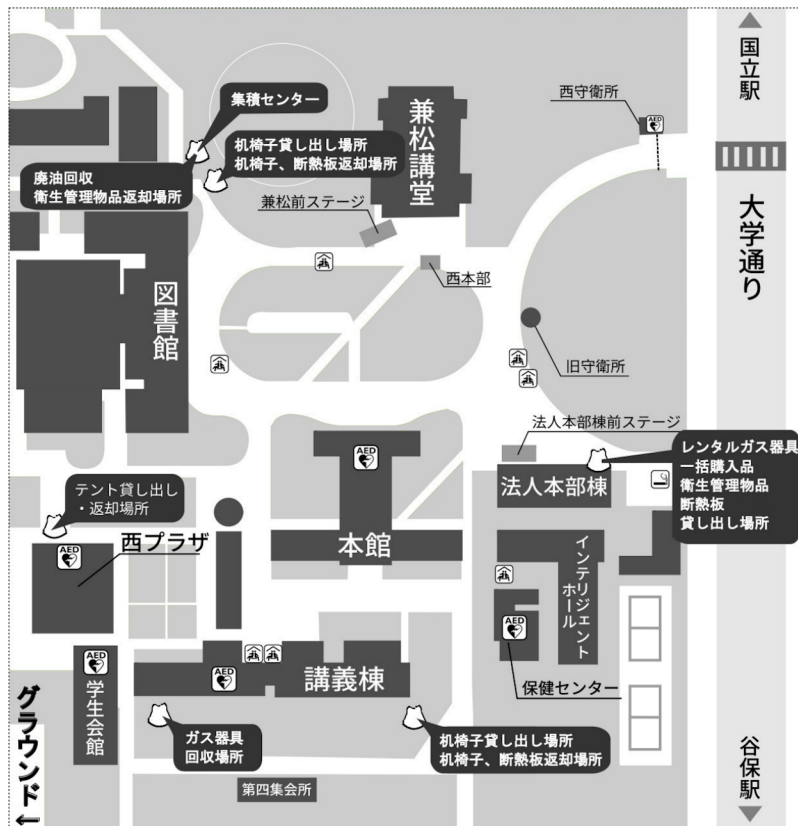 国立駅
集積センター
西守衛所
AED
兼松講堂
机椅子貸し出し場所
机椅子、断熱板返却場所
廃油回収
衛生管理物品返却場所
兼松前ステージ
大学通り
西本部
図書館
旧守衛所
法人本部棟前ステージ
レンタルガス器具
一括購入品
衛生管理物品
断熱板
貸し出し場所
AED
法人本部棟
テント貸し出し
・返却場所
西プラザ
AED
本館
インテリジェント
ホール
AED
保健センター
AED
学生会館
AED
講義棟
グラウンド←
ガス器具
回収場所
机椅子貸し出し場所
机椅子、断熱板返却場所
第四集会所
谷保駅